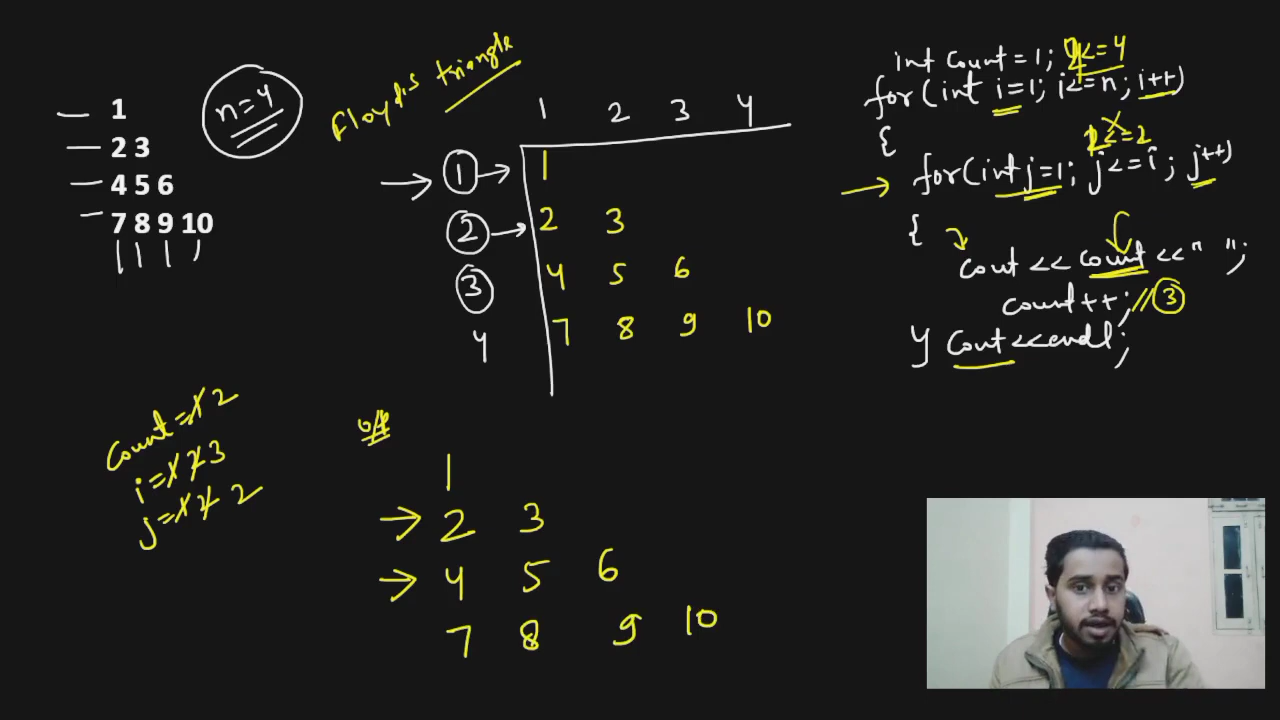 1
2 3
4 5 6
7 8 9 10
n=4
Floyd's triangle
1 2 3 4
1 1
2 2 3
3 4 5 6
4 7 8 9 10
int count = 1; 2<=4
for(int i=1; i<=n; i++)
{
2<=2
for(int j=1; j<=i; j++)
{
cout << count <<" ";
count++; //3
} cout<<endl;
count=1 2
i=1 2 3
j=1 2 2
o/p
1
2 3
4 5 6
7 8 9 10